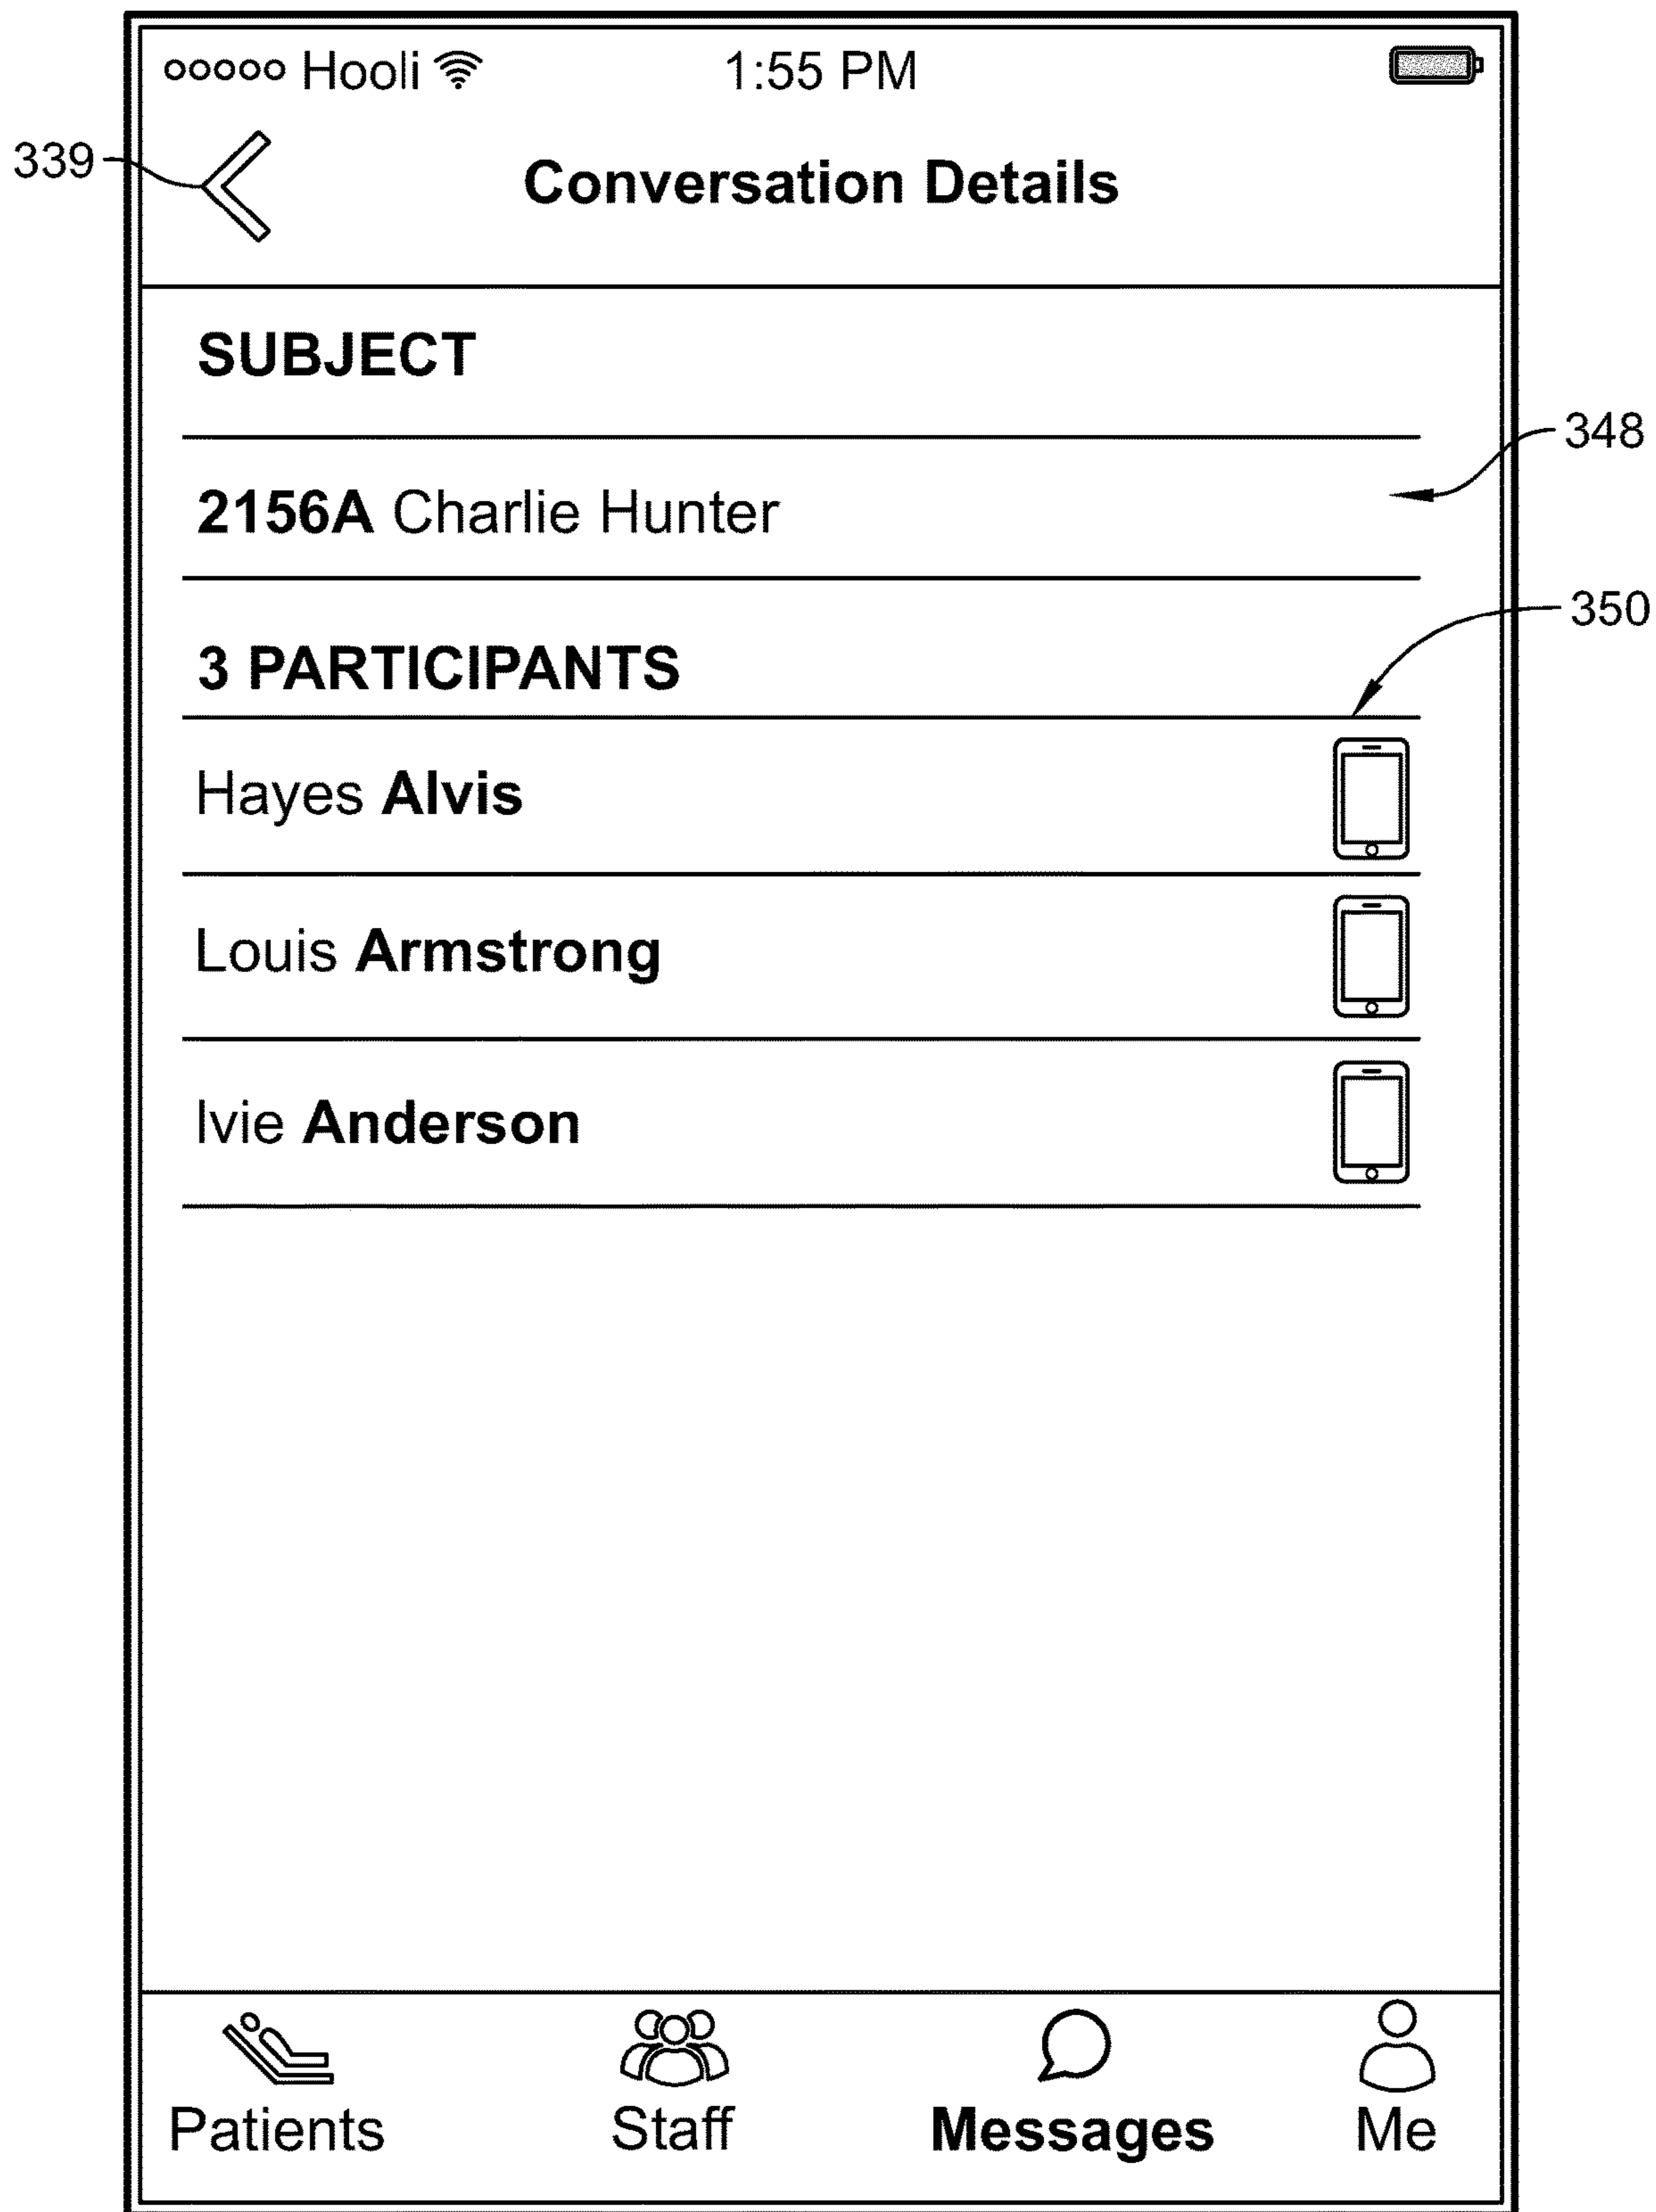 Hooli 1:55 PM
339
Conversation Details
SUBJECT
348
2156A Charlie Hunter
350
3 PARTICIPANTS
Hayes Alvis
Louis Armstrong
Ivie Anderson
Patients Staff Messages Me